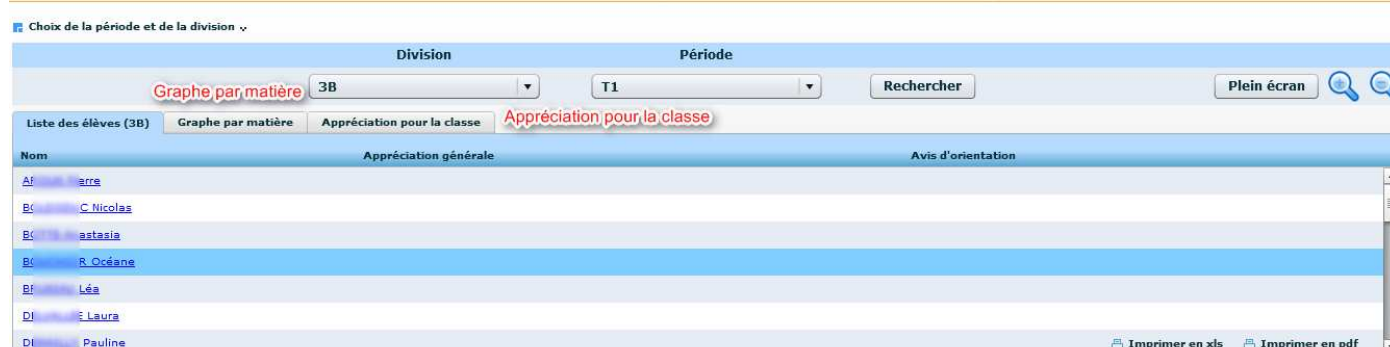 Choix de la période et de la division
Division Période
Graphe par matière 3B T1 Rechercher Plein écran
Liste des élèves (3B) Graphe par matière Appréciation pour la classe Appréciation pour la classe
Nom Appréciation générale Avis d'orientation
Nicolas
Océane
Léa
Laura
Pauline Imprimer en xls Imprimer en pdf